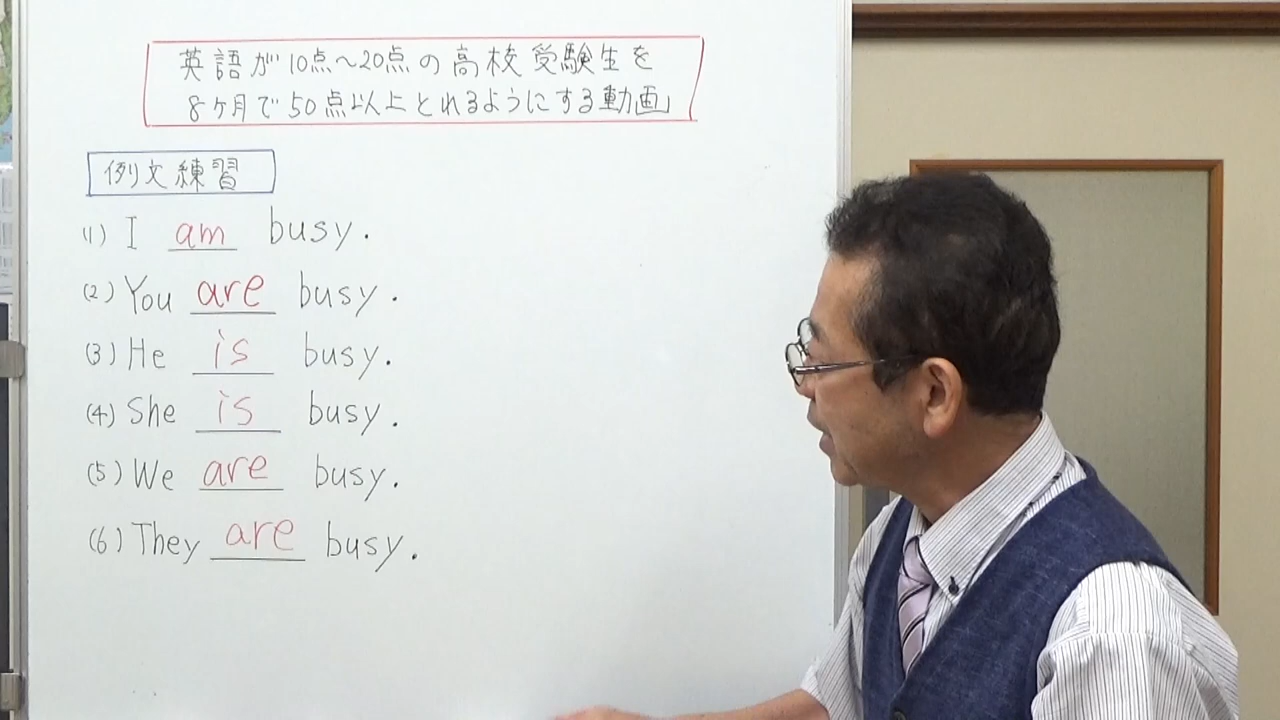 英語が10点〜20点の高校受験生を
8ヶ月で50点以上とれるようにする動画」
例文練習
(1) I am busy.
(2) You are busy.
(3) He is busy.
(4) She is busy.
(5) We are busy.
(6) They are busy.